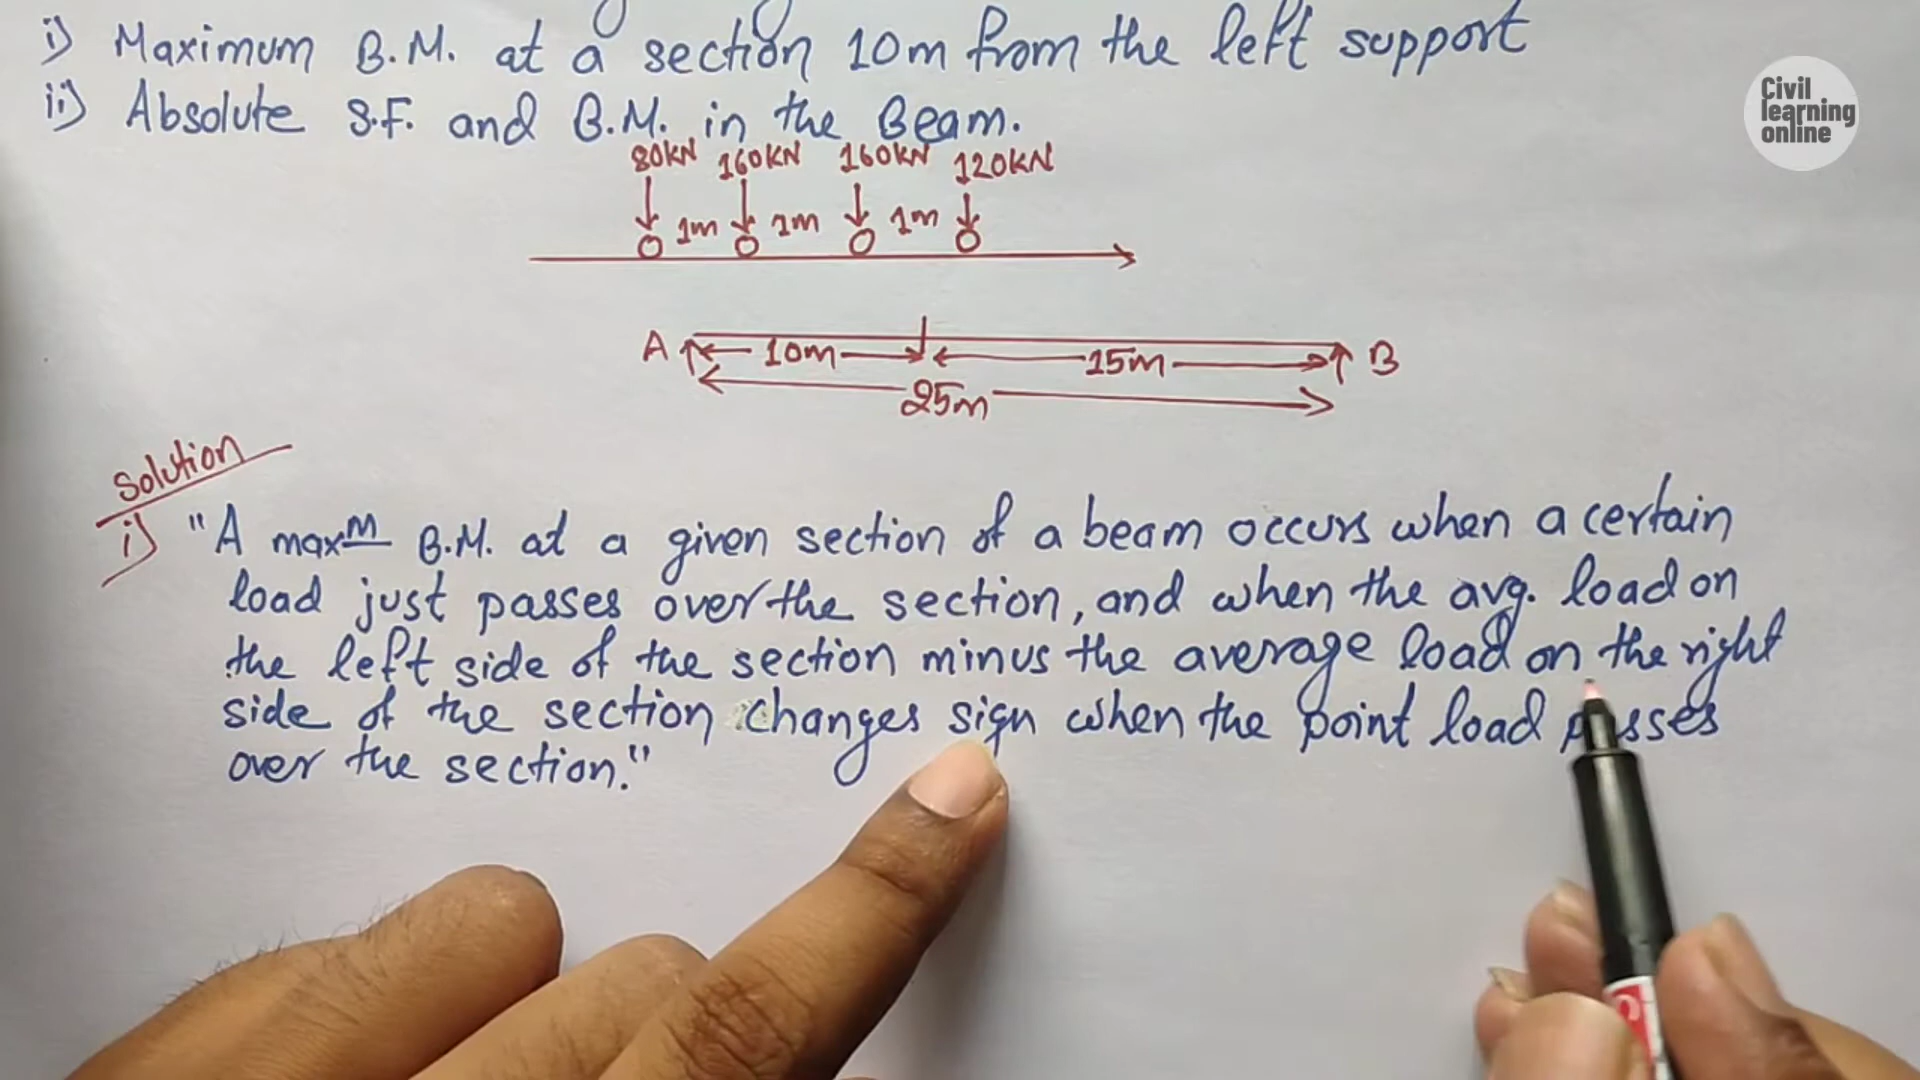 i) Maximum B.M. at a section 10m from the left support
ii) Absolute S.F. and B.M. in the Beam.
Civil
learning
online
80KN 160KN 160KN 120KN
1m 1m 1m
A 10m 15m B
25m
Solution
i) "A maxm B.M. at a given section of a beam occurs when a certain
load just passes over the section, and when the avg. load on
the left side of the section minus the average load on the right
side of the section changes sign when the point load passes
over the section."